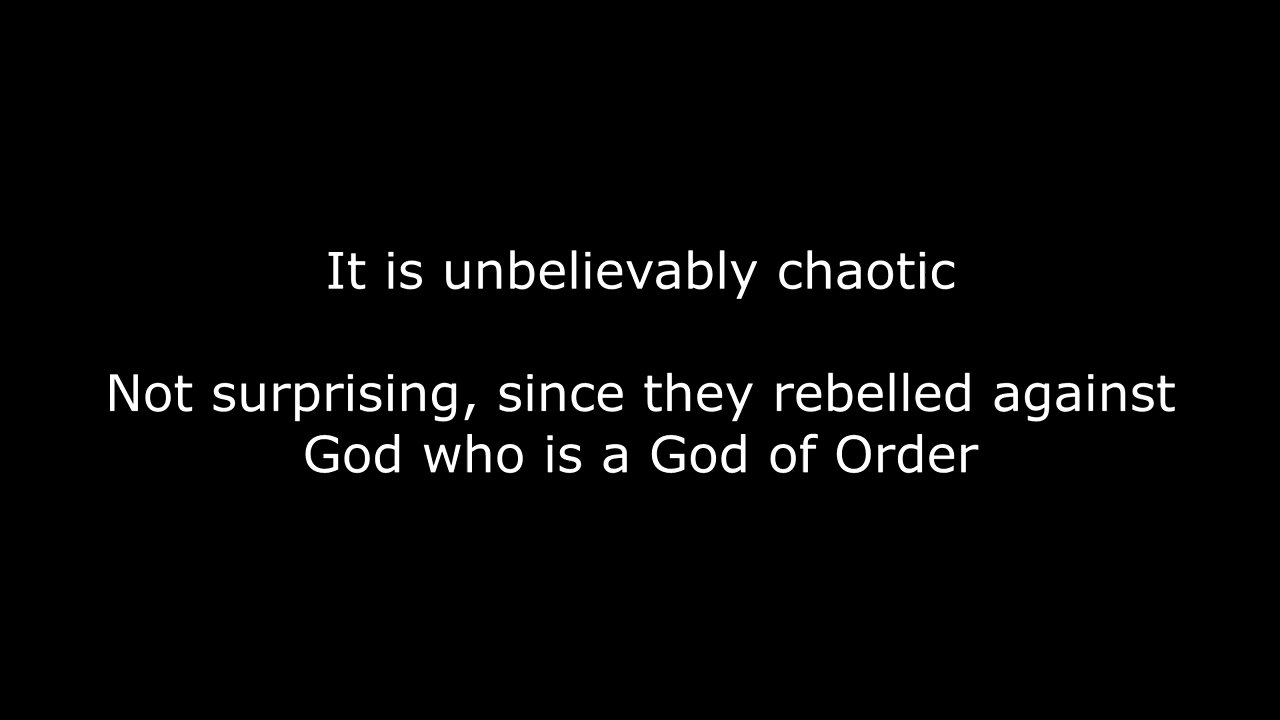 It is unbelievably chaotic
Not surprising, since they rebelled against
God who is a God of Order